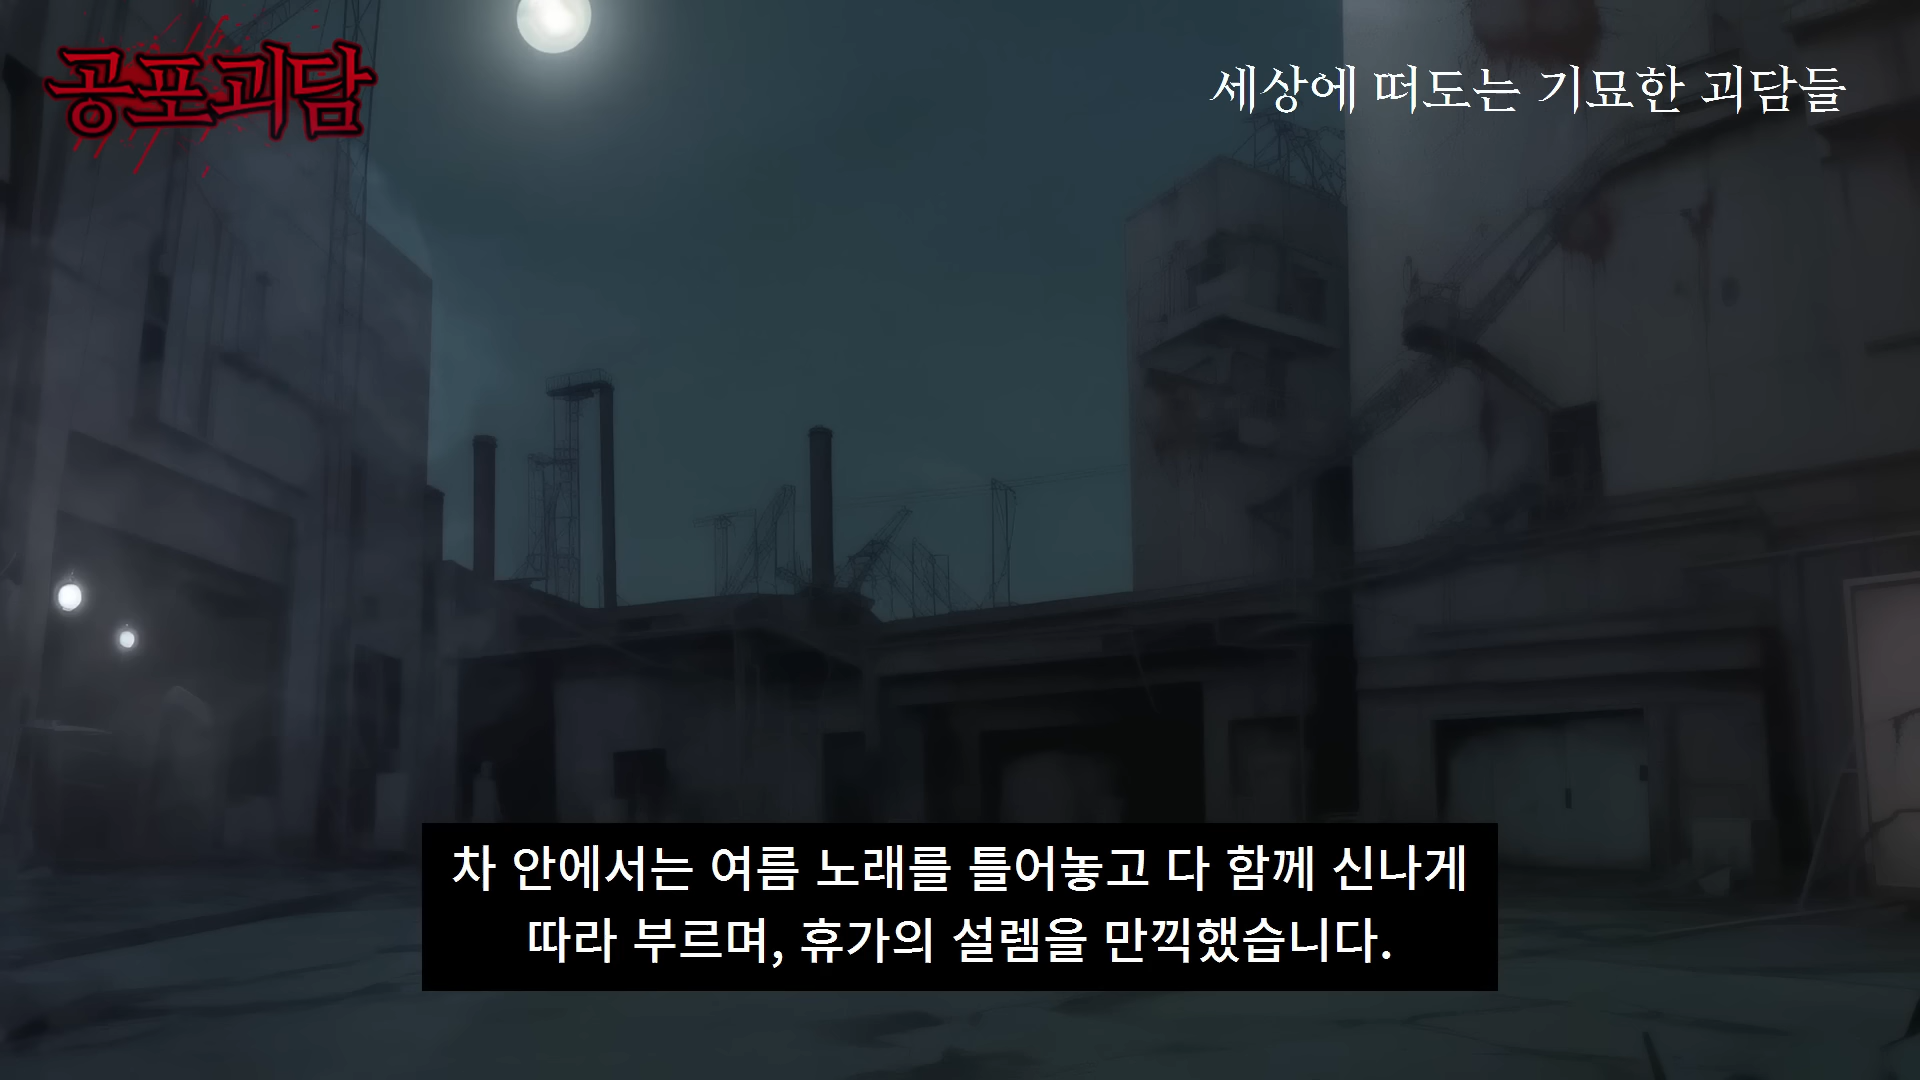 공포괴담
세상에 떠도는 기묘한 괴담들
차 안에서는 여름 노래를 틀어놓고 다 함께 신나게
따라 부르며, 휴가의 설렘을 만끽했습니다.